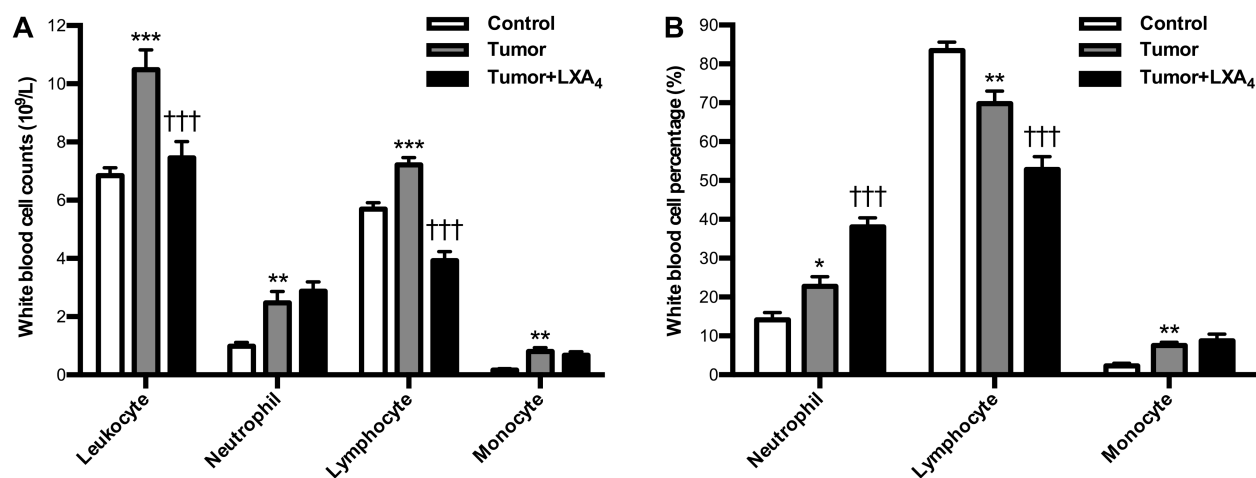 A
White blood cell counts (10⁹/L)
12
10
8
6
4
2
0
Control
Tumor
Tumor+LXA₄
***
†††
**
***
†††
**
Leukocyte
Neutrophil
Lymphocyte
Monocyte
B
White blood cell percentage (%)
90
80
70
60
50
40
30
20
10
0
Control
Tumor
Tumor+LXA₄
*
†††
**
†††
**
Neutrophil
Lymphocyte
Monocyte